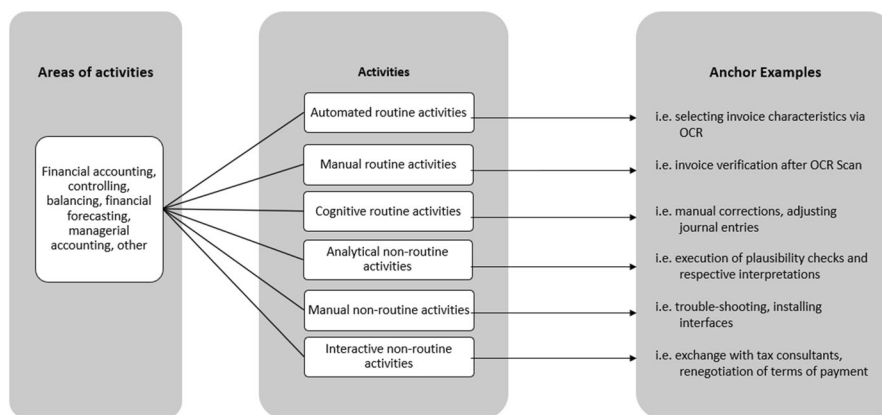 Areas of activities
Financial accounting,
controlling,
balancing, financial
forecasting,
managerial
accounting, other
Activities
Automated routine activities
Manual routine activities
Cognitive routine activities
Analytical non-routine
activities
Manual non-routine activities
Interactive non-routine
activities
Anchor Examples
i.e. selecting invoice characteristics via
OCR
i.e. invoice verification after OCR Scan
i.e. manual corrections, adjusting
journal entries
i.e. execution of plausibility checks and
respective interpretations
i.e. trouble-shooting, installing
interfaces
i.e. exchange with tax consultants,
renegotiation of terms of payment